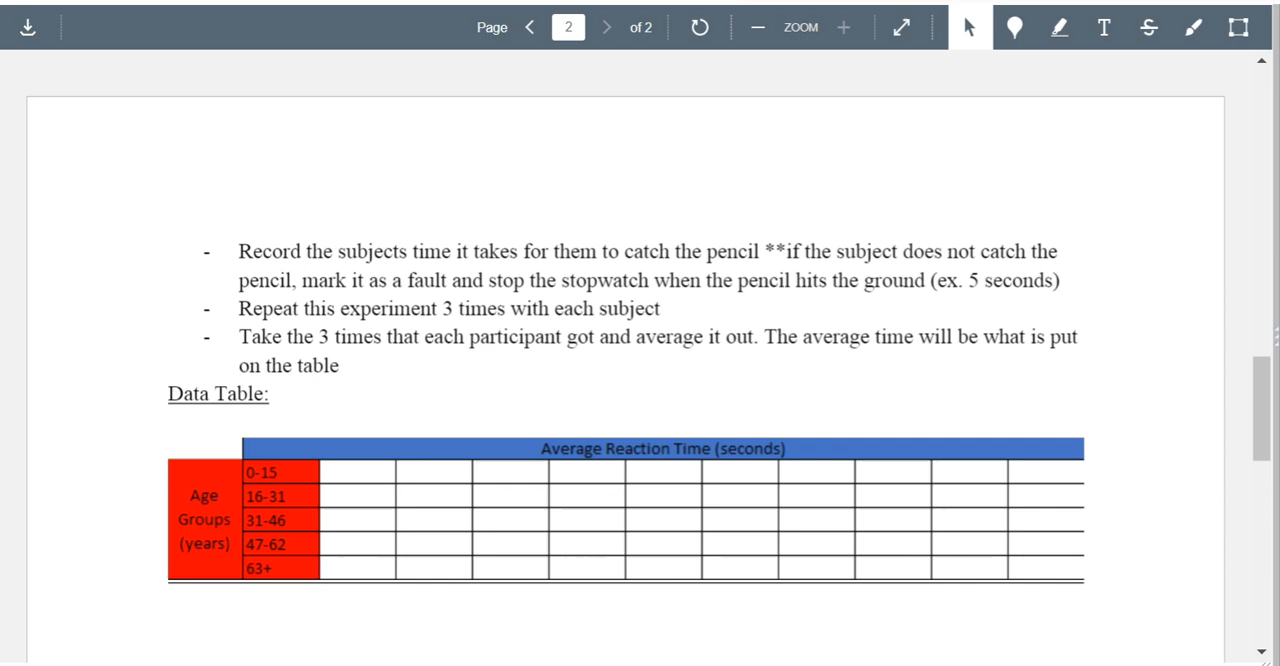 Page 2 of 2 ZOOM T S
- Record the subjects time it takes for them to catch the pencil **if the subject does not catch the
pencil, mark it as a fault and stop the stopwatch when the pencil hits the ground (ex. 5 seconds)
- Repeat this experiment 3 times with each subject
- Take the 3 times that each participant got and average it out. The average time will be what is put
on the table
Data Table:
Average Reaction Time (seconds)
0-15
Age 16-31
Groups 31-46
(years) 47-62
63+